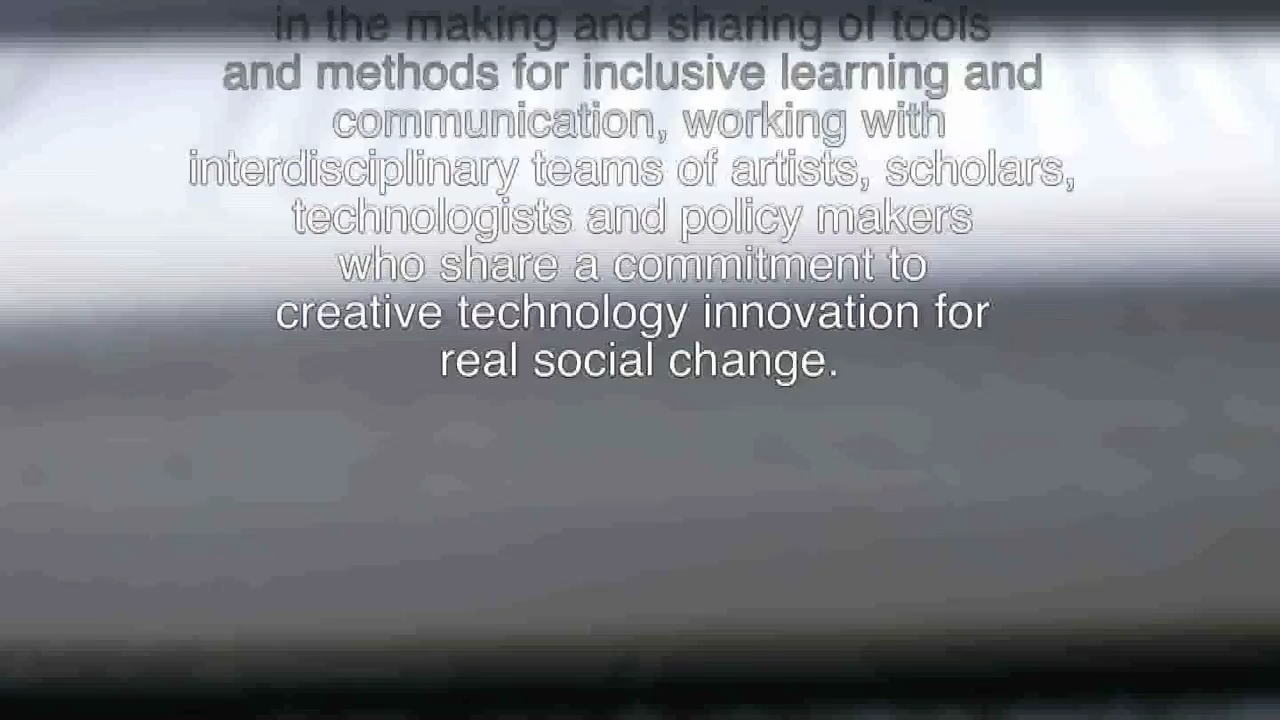 in the making and sharing of tools
and methods for inclusive learning and
communication, working with
interdisciplinary teams of artists, scholars,
technologists and policy makers
who share a commitment to
creative technology innovation for
real social change.